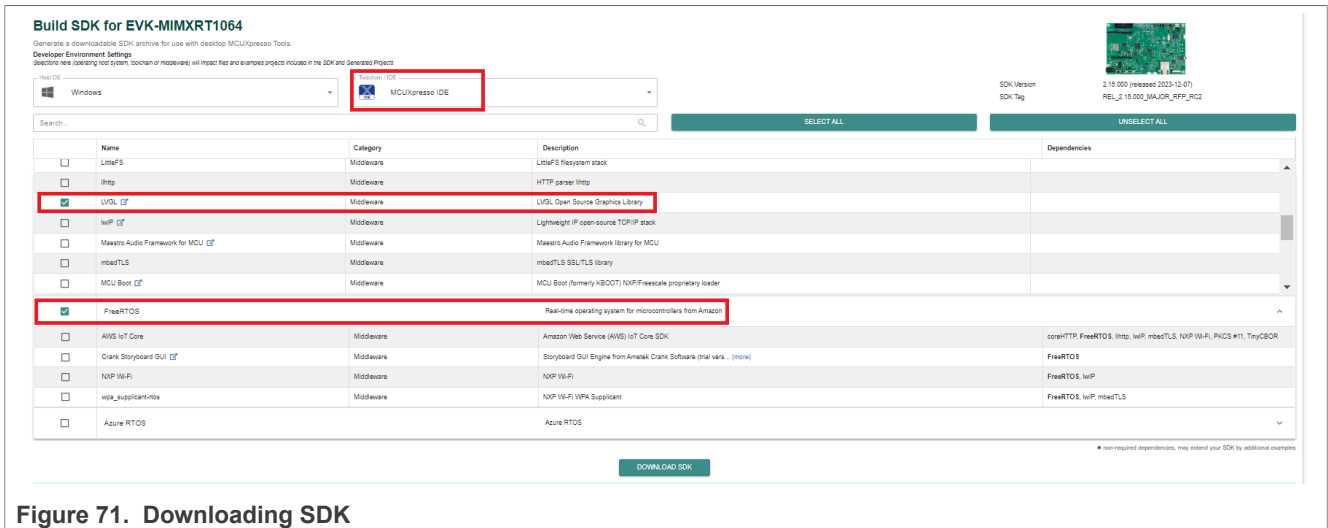 Build SDK for EVK-MIMXRT1064
Generate a downloadable SDK archive for use with desktop MCUXpresso Tools.
Developer Environment Settings
Selections here (operating host system, toolchain or middleware) will impact files and examples projects included in the SDK and Generated Projects
Host OS
Windows
Toolchain / IDE
MCUXpresso IDE
SDK Version 2.15.000 (released 2023-12-07)
SDK Tag REL_2.15.000_MAJOR_RFP_RC2
Search...
SELECT ALL
UNSELECT ALL
Name Category Description Dependencies
LittleFS Middleware LittleFS filesystem stack
llhttp Middleware HTTP parser llhttp
LVGL Middleware LVGL Open Source Graphics Library
lwIP Middleware Lightweight IP open-source TCP/IP stack
Maestro Audio Framework for MCU Middleware Maestro Audio Framework library for MCU
mbedTLS Middleware mbedTLS SSL/TLS library
MCU Boot Middleware MCU Boot (formerly KBOOT) NXP/Freescale proprietary loader
FreeRTOS Real-time operating system for microcontrollers from Amazon
AWS IoT Core Middleware Amazon Web Service (AWS) IoT Core SDK coreHTTP, FreeRTOS, llhttp, lwIP, mbedTLS, NXP Wi-Fi, PKCS #11, TinyCBOR
Crank Storyboard GUI Middleware Storyboard GUI Engine from Ametek Crank Software (trial vers... (more) FreeRTOS
NXP Wi-Fi Middleware NXP Wi-Fi FreeRTOS, lwIP
wpa_supplicant-rtos Middleware NXP Wi-Fi WPA Supplicant FreeRTOS, lwIP, mbedTLS
Azure RTOS Azure RTOS
* non-required dependencies, may extend your SDK by additional examples
DOWNLOAD SDK
Figure 71. Downloading SDK